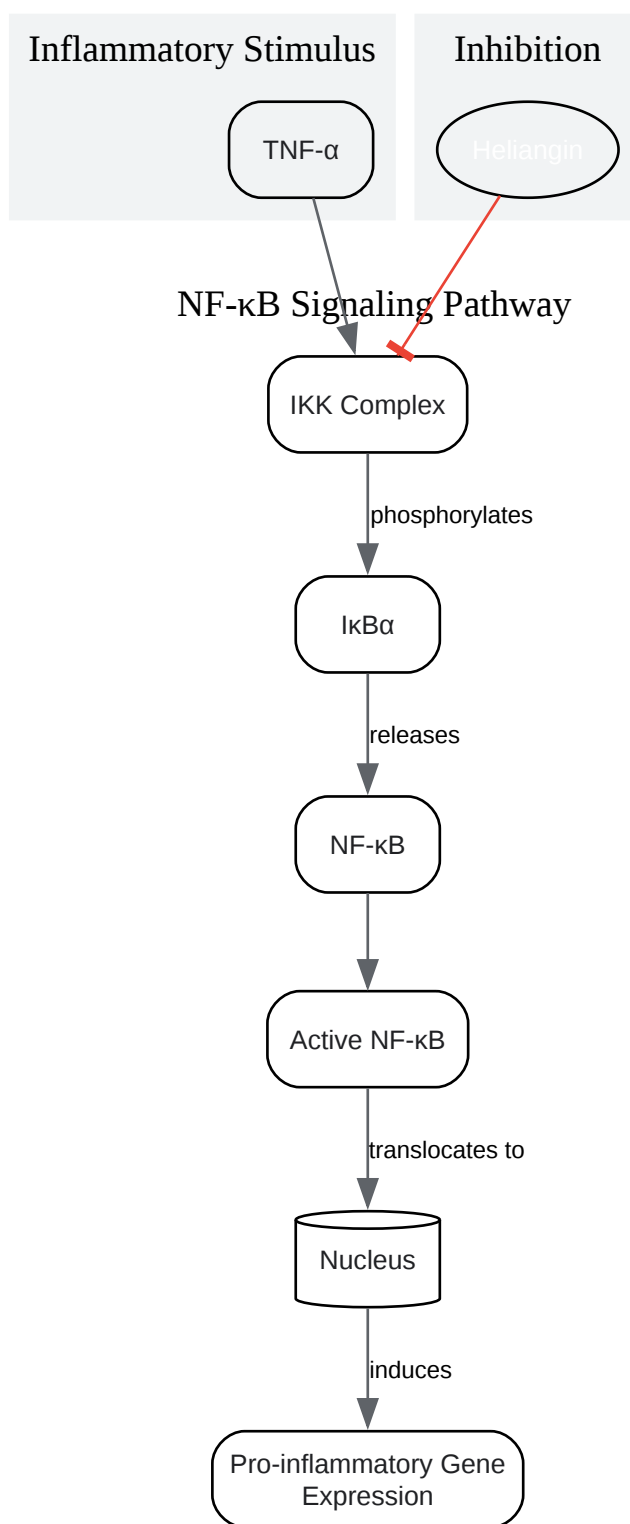 Inflammatory Stimulus
Inhibition
TNF-α
Heliangin
NF-κB Signaling Pathway
IKK Complex
phosphorylates
IκBα
releases
NF-κB
Active NF-κB
translocates to
Nucleus
induces
Pro-inflammatory Gene
Expression